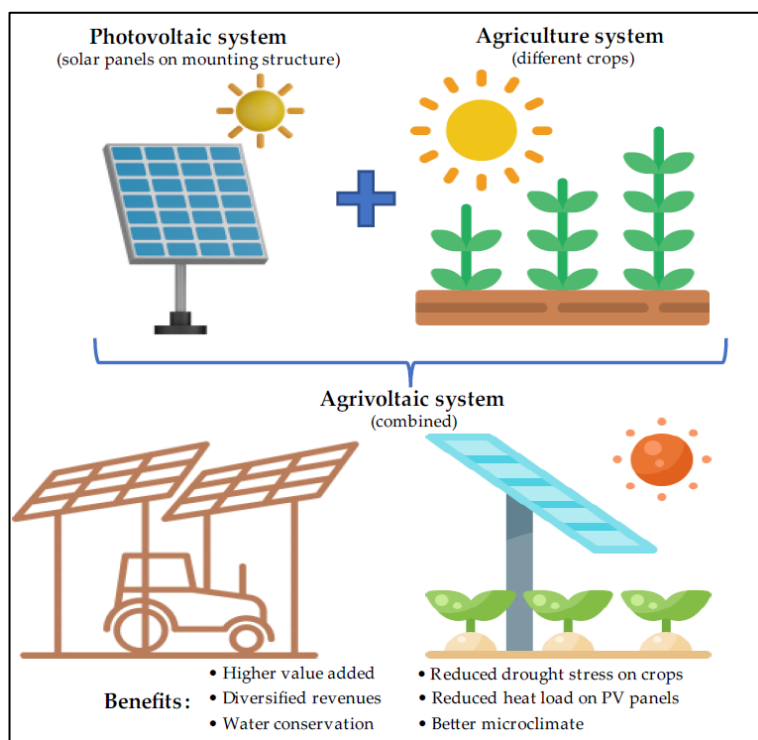 Photovoltaic system
(solar panels on mounting structure)
Agriculture system
(different crops)
Agrivoltaic system
(combined)
Benefits:
• Higher value added
• Diversified revenues
• Water conservation
• Reduced drought stress on crops
• Reduced heat load on PV panels
• Better microclimate